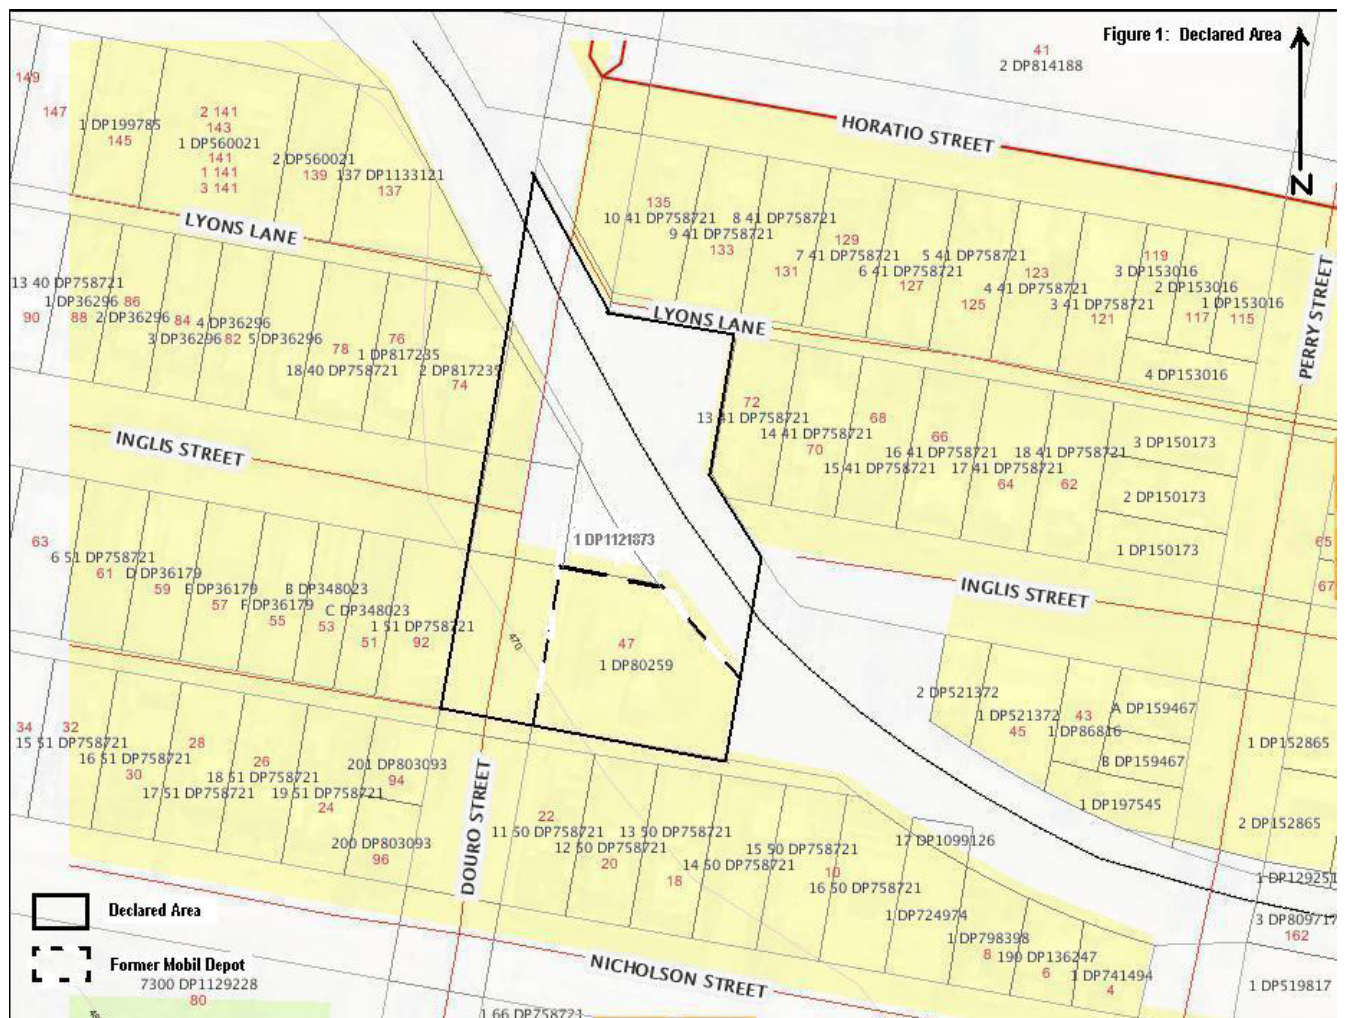 Figure 1: Declared Area
N
41
2 DP814188
HORATIO STREET
149
147
1 DP199785
145
2 141
143
1 DP560021
141
1 141
3 141
2 DP560021
139
137 DP1133121
137
LYONS LANE
135
10 41 DP758721
8 41 DP758721
9 41 DP758721
133
131
129
7 41 DP758721
5 41 DP758721
6 41 DP758721
127
125
123
4 41 DP758721
3 41 DP758721
121
119
3 DP153016
2 DP153016
1 DP153016
117
115
4 DP153016
PERRY STREET
LYONS LANE
13 40 DP758721
1 DP36296
86
90
88
2 DP36296
84
4 DP36296
3 DP36296
82
5 DP36296
78
76
1 DP817235
18 40 DP758721
2 DP817235
74
72
13 41 DP758721
14 41 DP758721
70
68
66
16 41 DP758721
18 41 DP758721
15 41 DP758721
17 41 DP758721
64
62
3 DP150173
2 DP150173
1 DP150173
INGLIS STREET
INGLIS STREET
65
67
63
6 51 DP758721
61
D DP36179
59
E DP36179
57
F DP36179
55
B DP348023
C DP348023
53
1 51 DP758721
51
92
1 DP1121873
470
47
1 DP80259
2 DP521372
1 DP521372
45
43
1 DP86816
A DP159467
B DP159467
1 DP197545
1 DP152865
2 DP152865
34
32
15 51 DP758721
16 51 DP758721
30
28
17 51 DP758721
26
18 51 DP758721
19 51 DP758721
24
201 DP803093
94
200 DP803093
96
DOURO STREET
22
11 50 DP758721
13 50 DP758721
12 50 DP758721
20
18
14 50 DP758721
15 50 DP758721
10
16 50 DP758721
17 DP1099126
1 DP724974
1 DP798398
8
190 DP136247
6
1 DP741494
4
1 DP129251
3 DP809717
162
1 DP519817
Declared Area
Former Mobil Depot
7300 DP1129228
80
NICHOLSON STREET
1 66 DP758721